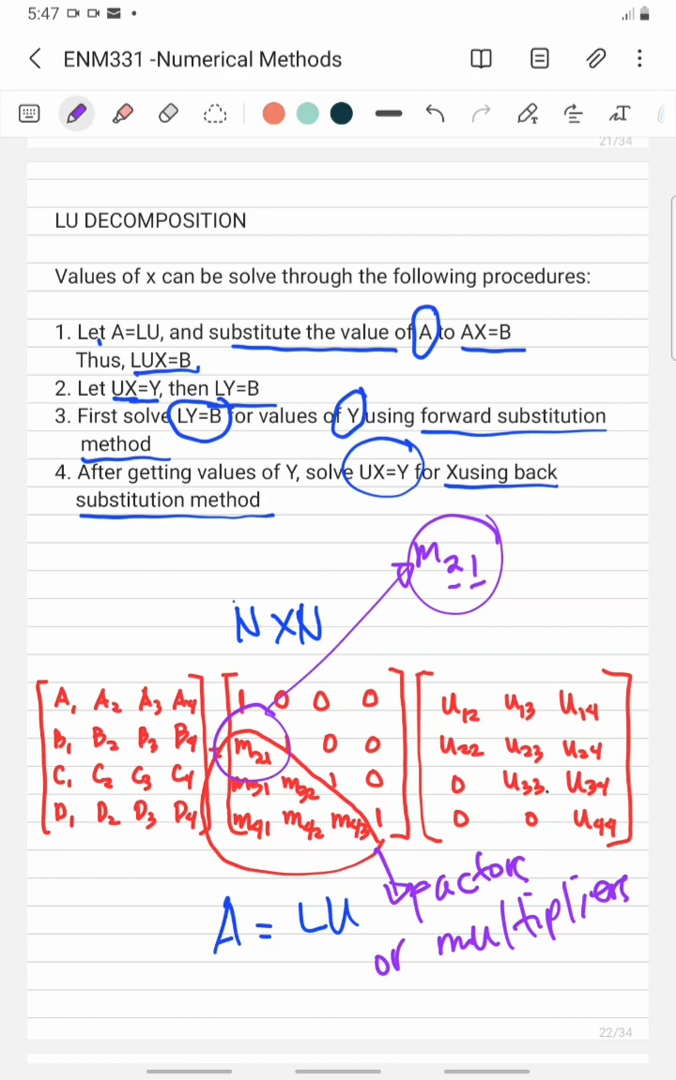 5:47
ENM331 -Numerical Methods
21/34
LU DECOMPOSITION
Values of x can be solve through the following procedures:
1. Let A=LU, and substitute the value of A to AX=B
Thus, LUX=B,
2. Let UX=Y, then LY=B
3. First solve LY=B for values of Y using forward substitution
method
4. After getting values of Y, solve UX=Y for Xusing back
substitution method
m21
N×N
A1 A2 A3 A4 1 0 0 0 U12 U13 U14
B1 B2 B3 B4 m21 0 0 U22 U23 U24
C1 C2 C3 C4 m31 m32 1 0 0 U33. U34
D1 D2 D3 D4 m41 m42 m43 1 0 0 U44
A = LU
factors
or multipliers
22/34